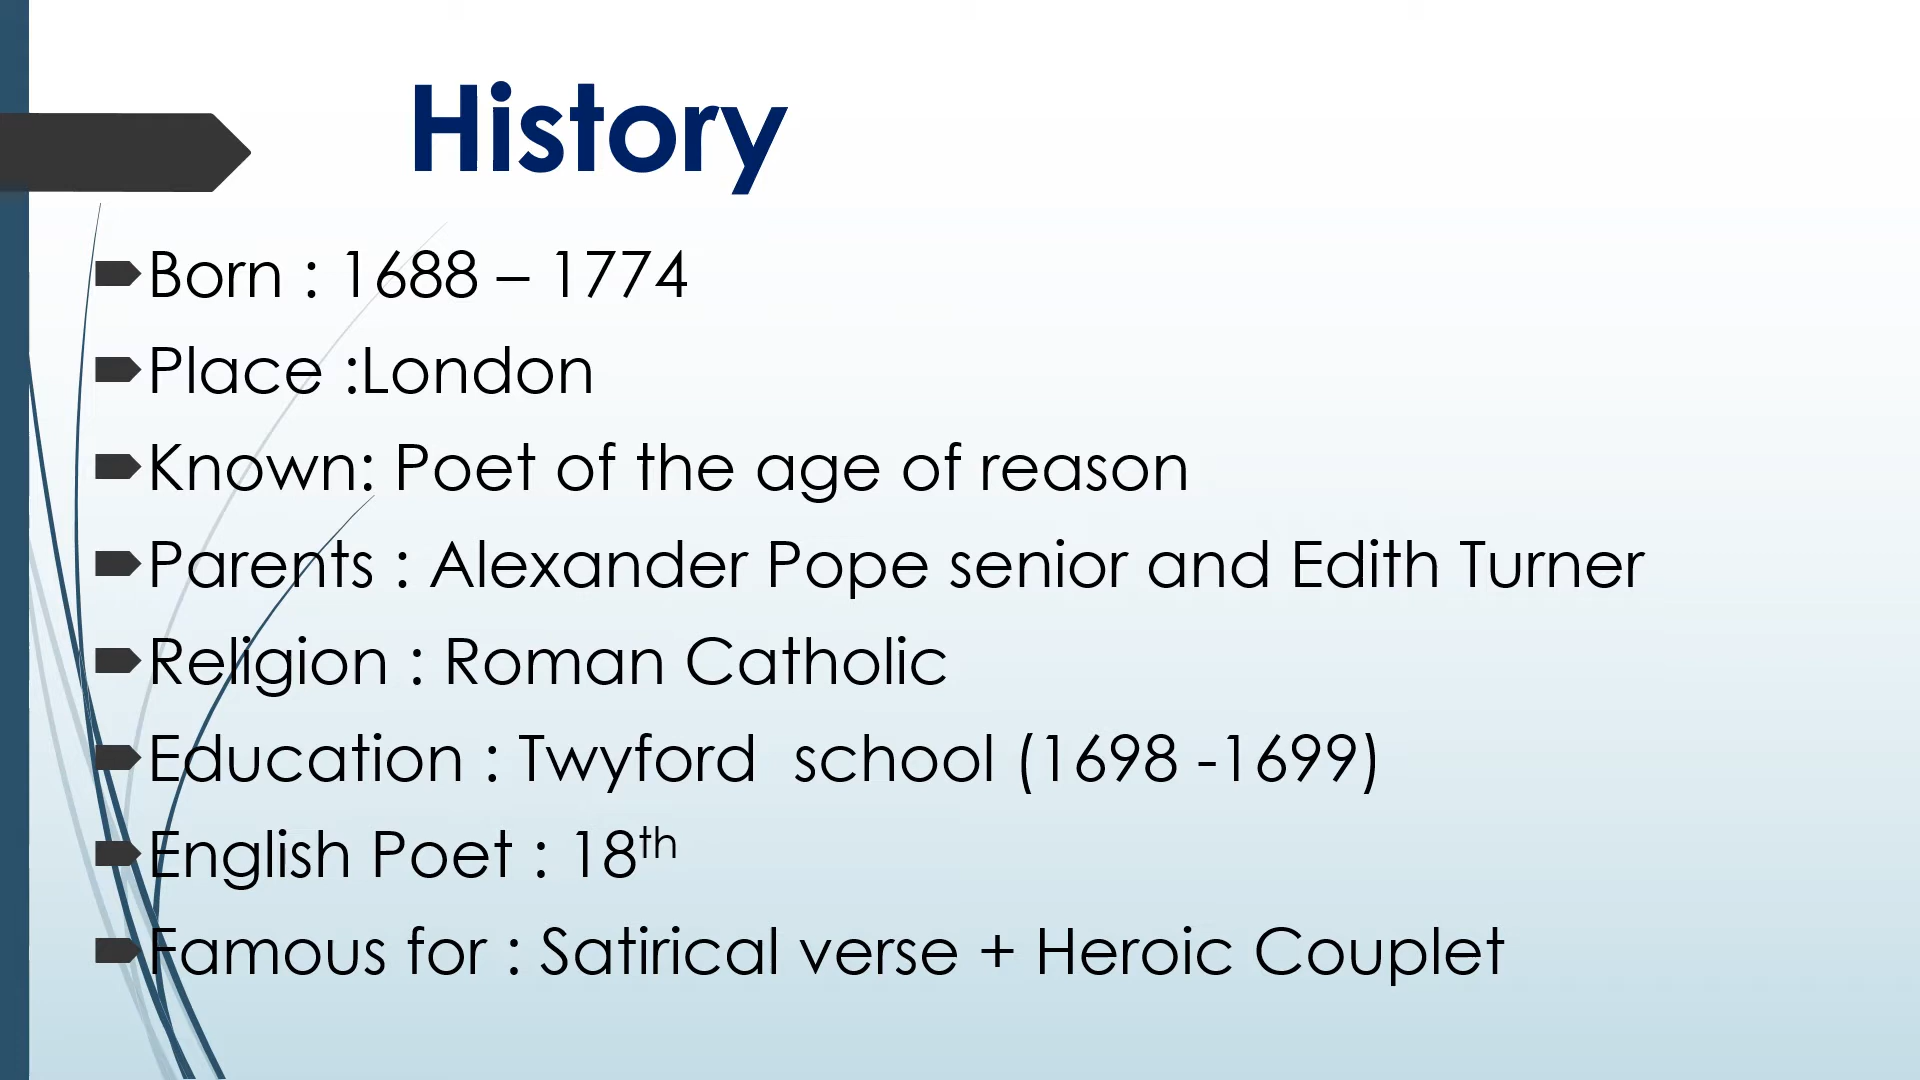 History
Born : 1688 – 1774
Place :London
Known: Poet of the age of reason
Parents : Alexander Pope senior and Edith Turner
Religion : Roman Catholic
Education : Twyford  school (1698 -1699)
English Poet : 18th
Famous for : Satirical verse + Heroic Couplet